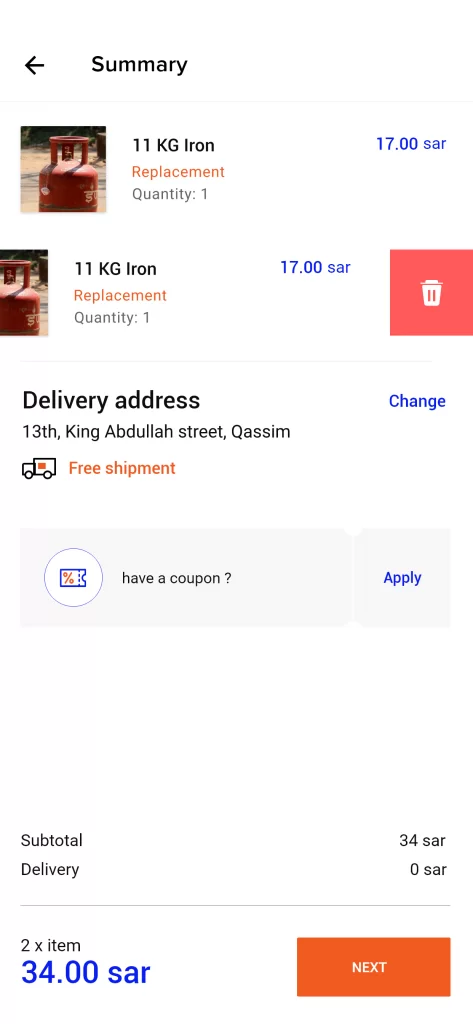 Summary
11 KG Iron
17.00 sar
Replacement
Quantity: 1
11 KG Iron
17.00 sar
Replacement
Quantity: 1
Delivery address
Change
13th, King Abdullah street, Qassim
Free shipment
%
have a coupon ?
Apply
Subtotal
34 sar
Delivery
0 sar
2 x item
34.00 sar
NEXT